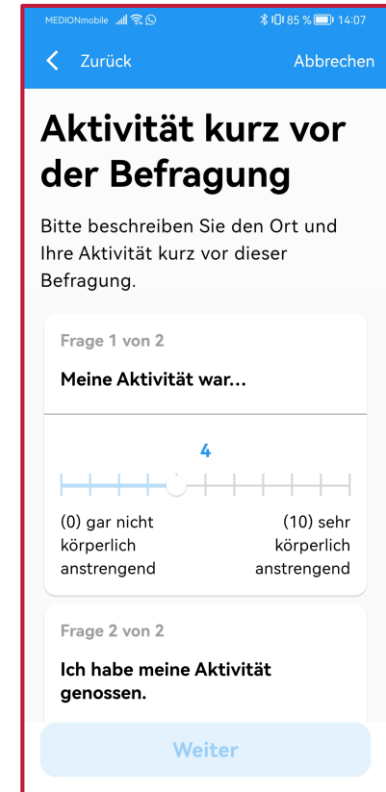 MEDIONmobile 85 % 14:07
Zurück Abbrechen
Aktivität kurz vor
der Befragung
Bitte beschreiben Sie den Ort und
Ihre Aktivität kurz vor dieser
Befragung.
Frage 1 von 2
Meine Aktivität war...
4
(0) gar nicht (10) sehr
körperlich körperlich
anstrengend anstrengend
Frage 2 von 2
Ich habe meine Aktivität
genossen.
Weiter